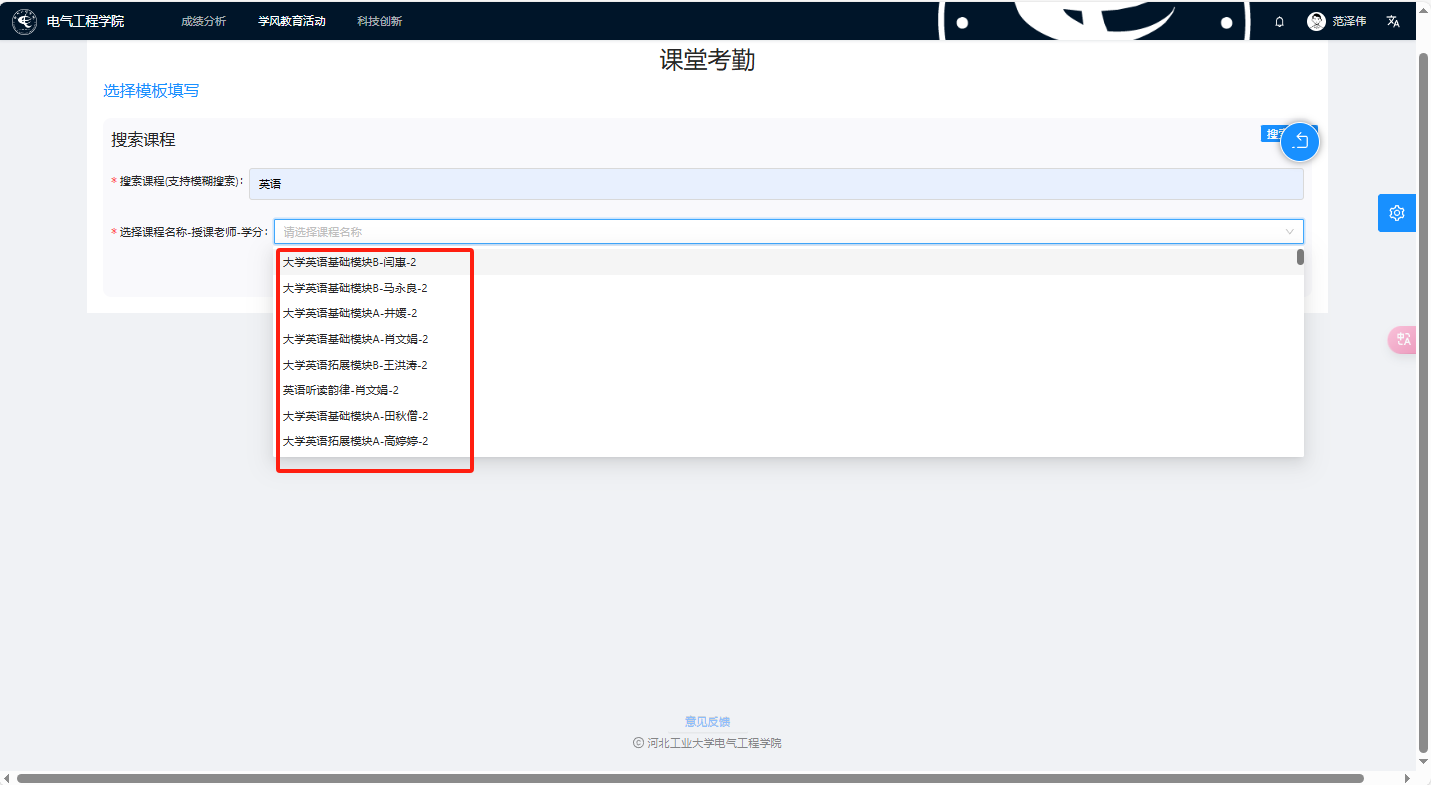 电气工程学院 成绩分析 学风教育活动 科技创新 范泽伟
课堂考勤
选择模板填写
搜索课程
* 搜索课程(支持模糊搜索): 英语
* 选择课程名称-授课老师-学分: 请选择课程名称
大学英语基础模块B-闫惠-2
大学英语基础模块B-马永良-2
大学英语基础模块A-井媛-2
大学英语基础模块A-肖文娟-2
大学英语拓展模块B-王洪涛-2
英语听读韵律-肖文娟-2
大学英语基础模块A-田秋僧-2
大学英语拓展模块A-高婷婷-2
意见反馈
© 河北工业大学电气工程学院